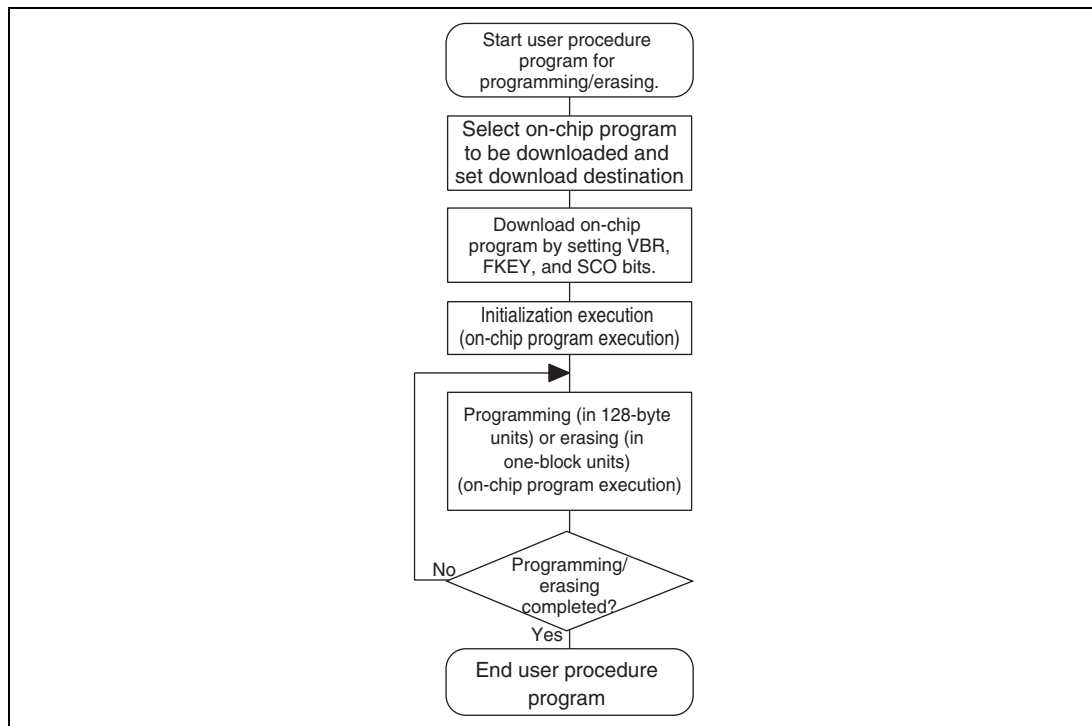 Start user procedure
program for
programming/erasing.
Select on-chip program
to be downloaded and
set download destination
Download on-chip
program by setting VBR,
FKEY, and SCO bits.
Initialization execution
(on-chip program execution)
Programming (in 128-byte
units) or erasing (in
one-block units)
(on-chip program execution)
No
Programming/
erasing
completed?
Yes
End user procedure
program